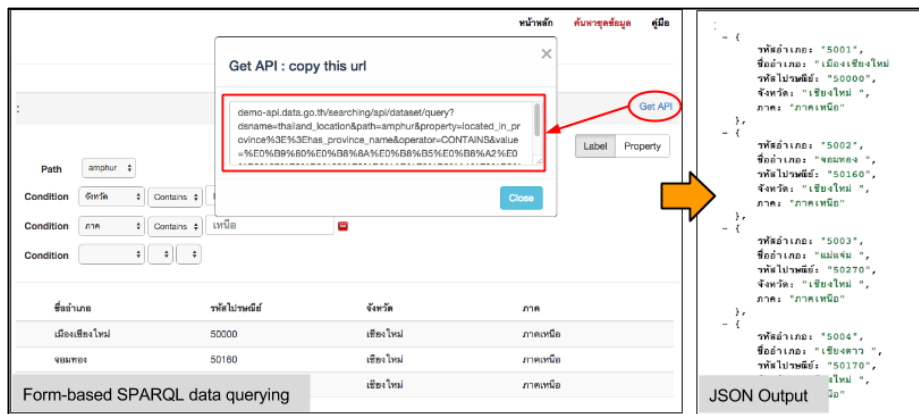 หน้าหลัก ค้นหาชุดข้อมูล คู่มือ
Get API : copy this url
×
demo-api.data.go.th/searching/api/dataset/query?
dsname=thailand_location&path=amphur&property=located_in_pr
ovince%3E%3Ehas_province_name&operator=CONTAINS&value
=%E0%B9%80%E0%B8%8A%E0%B8%B5%E0%B8%A2%E0
Close
:
Get API
Label Property
Path amphur
Condition จังหวัด Contains
Condition ภาค Contains เหนือ
Condition
ชื่ออำเภอ รหัสไปรษณีย์ จังหวัด ภาค
เมืองเชียงใหม่ 50000 เชียงใหม่ ภาคเหนือ
จอมทอง 50160 เชียงใหม่ ภาคเหนือ
เชียงใหม่ ภาคเหนือ
Form-based SPARQL data querying
- {
รหัสอำเภอ: "5001",
ชื่ออำเภอ: "เมืองเชียงใหม่
รหัสไปรษณีย์: "50000",
จังหวัด: "เชียงใหม่ ",
ภาค: "ภาคเหนือ"
},
- {
รหัสอำเภอ: "5002",
ชื่ออำเภอ: "จอมทอง ",
รหัสไปรษณีย์: "50160",
จังหวัด: "เชียงใหม่ ",
ภาค: "ภาคเหนือ"
},
- {
รหัสอำเภอ: "5003",
ชื่ออำเภอ: "แม่แจ่ม ",
รหัสไปรษณีย์: "50270",
จังหวัด: "เชียงใหม่ ",
ภาค: "ภาคเหนือ"
},
- {
รหัสอำเภอ: "5004",
ชื่ออำเภอ: "เชียงดาว ",
รหัสไปรษณีย์: "50170",
JSON Output